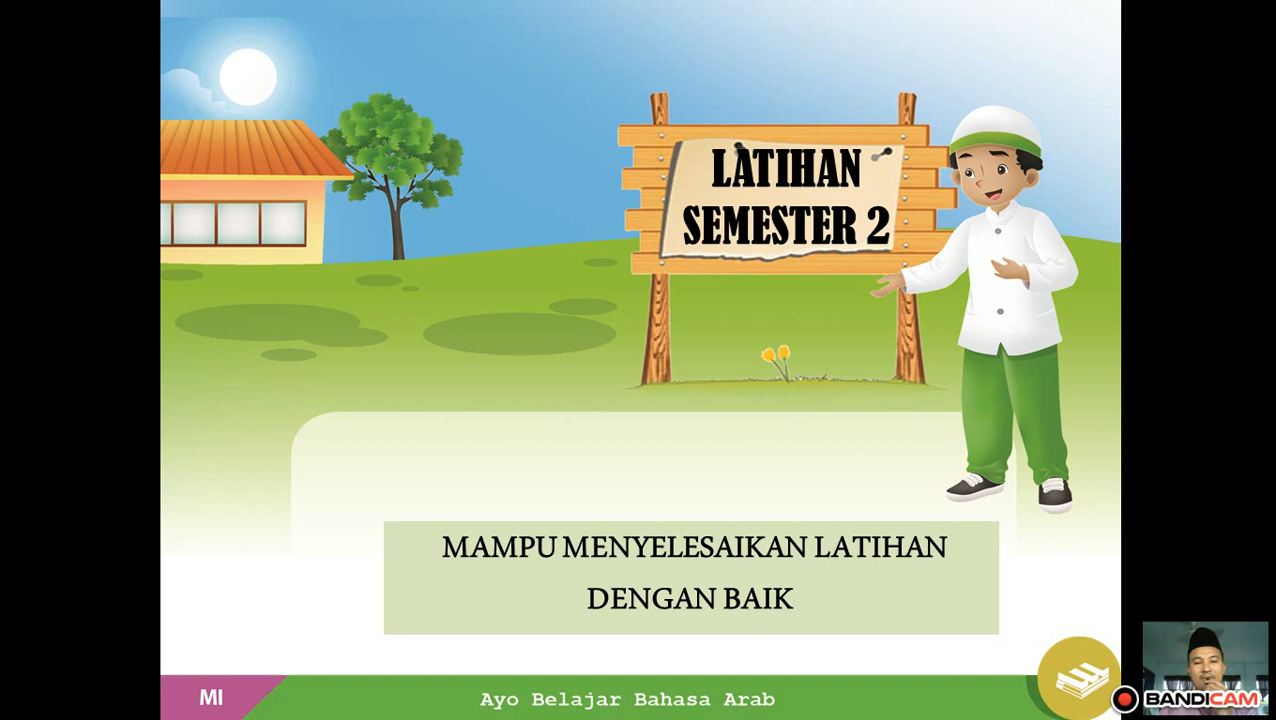 LATIHAN
SEMESTER 2
MAMPU MENYELESAIKAN LATIHAN
DENGAN BAIK
MI
Ayo Belajar Bahasa Arab
BANDICAM